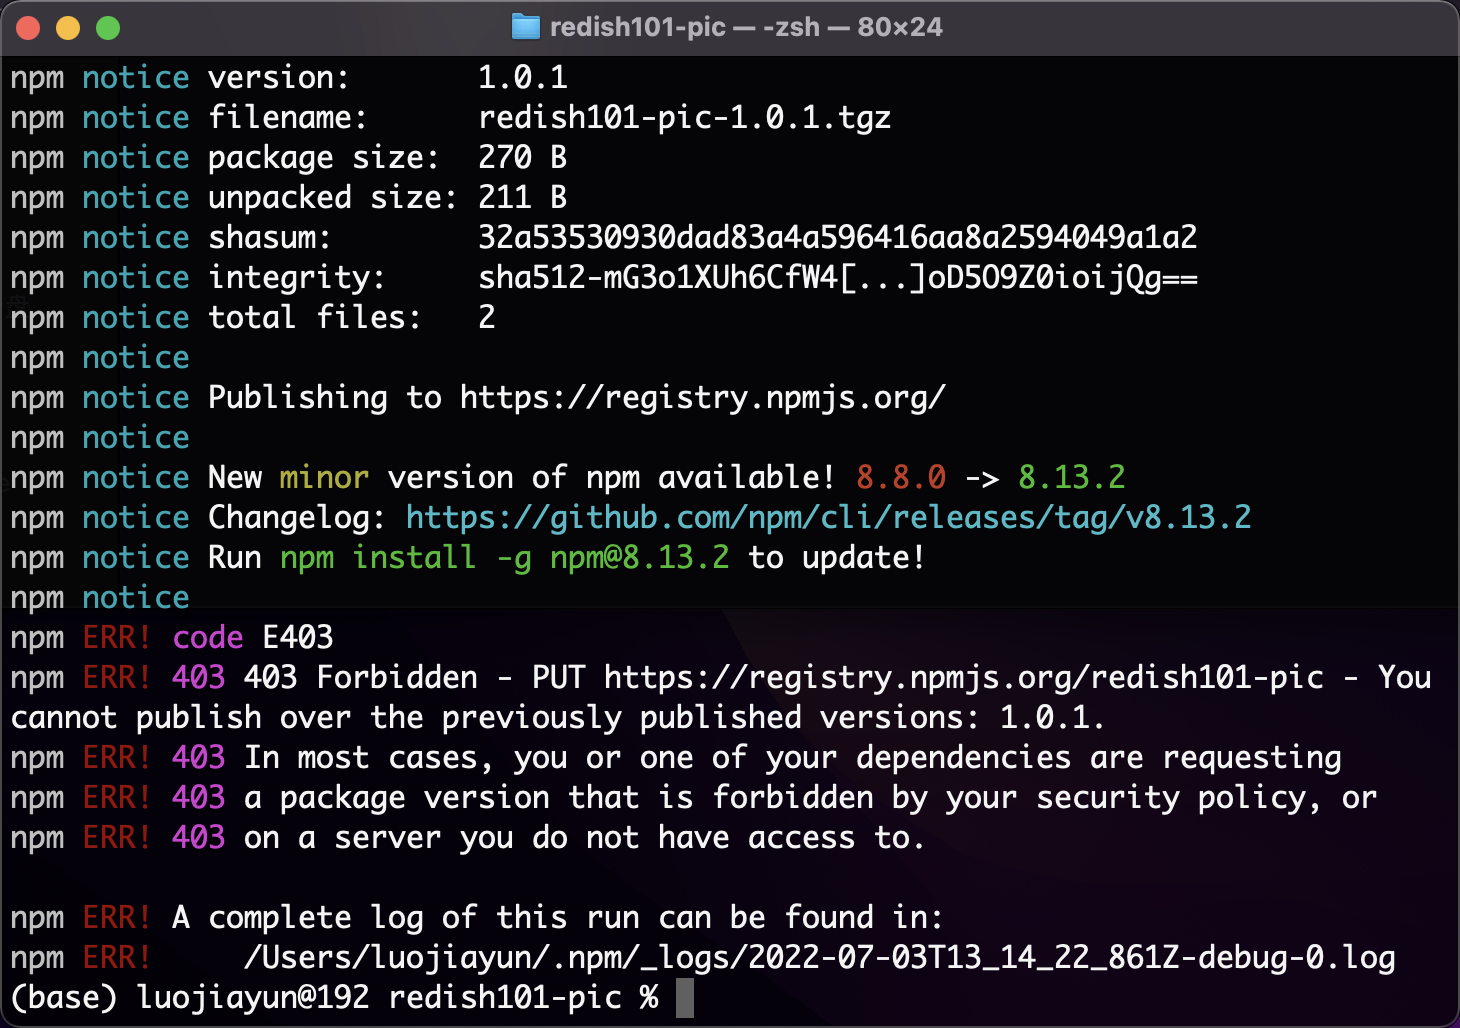 redish101-pic — -zsh — 80×24
npm notice version:       1.0.1
npm notice filename:      redish101-pic-1.0.1.tgz
npm notice package size:  270 B
npm notice unpacked size: 211 B
npm notice shasum:        32a53530930dad83a4a596416aa8a2594049a1a2
npm notice integrity:     sha512-mG3o1XUh6CfW4[...]oD5O9Z0ioijQg==
npm notice total files:   2
npm notice
npm notice Publishing to https://registry.npmjs.org/
npm notice
npm notice New minor version of npm available! 8.8.0 -> 8.13.2
npm notice Changelog: https://github.com/npm/cli/releases/tag/v8.13.2
npm notice Run npm install -g npm@8.13.2 to update!
npm notice
npm ERR! code E403
npm ERR! 403 403 Forbidden - PUT https://registry.npmjs.org/redish101-pic - You
cannot publish over the previously published versions: 1.0.1.
npm ERR! 403 In most cases, you or one of your dependencies are requesting
npm ERR! 403 a package version that is forbidden by your security policy, or
npm ERR! 403 on a server you do not have access to.
npm ERR! A complete log of this run can be found in:
npm ERR!     /Users/luojiayun/.npm/_logs/2022-07-03T13_14_22_861Z-debug-0.log
(base) luojiayun@192 redish101-pic %